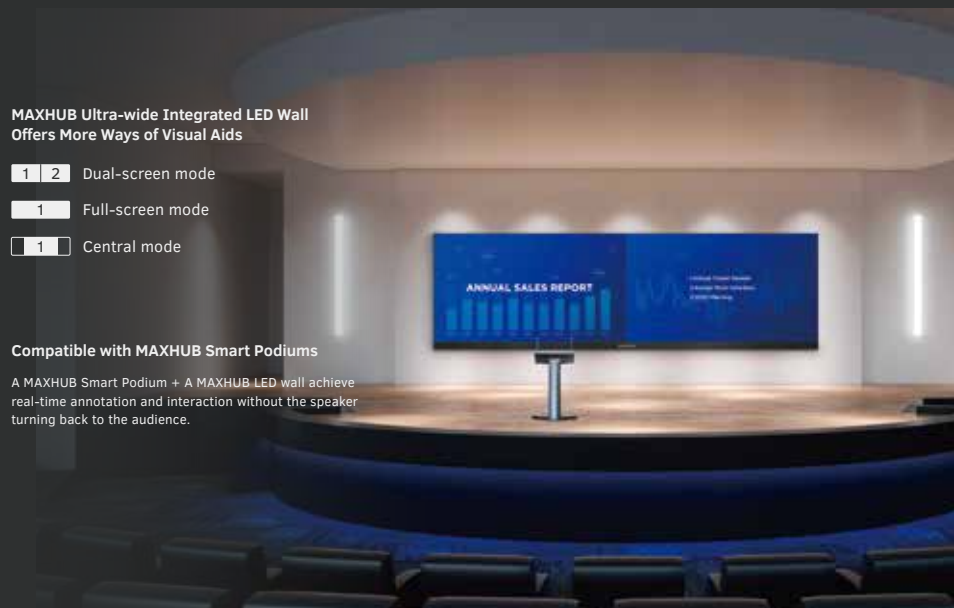 MAXHUB Ultra-wide Integrated LED Wall
Offers More Ways of Visual Aids
1 2 Dual-screen mode
1 Full-screen mode
1 Central mode
ANNUAL SALES REPORT
Compatible with MAXHUB Smart Podiums
A MAXHUB Smart Podium + A MAXHUB LED wall achieve
real-time annotation and interaction without the speaker
turning back to the audience.